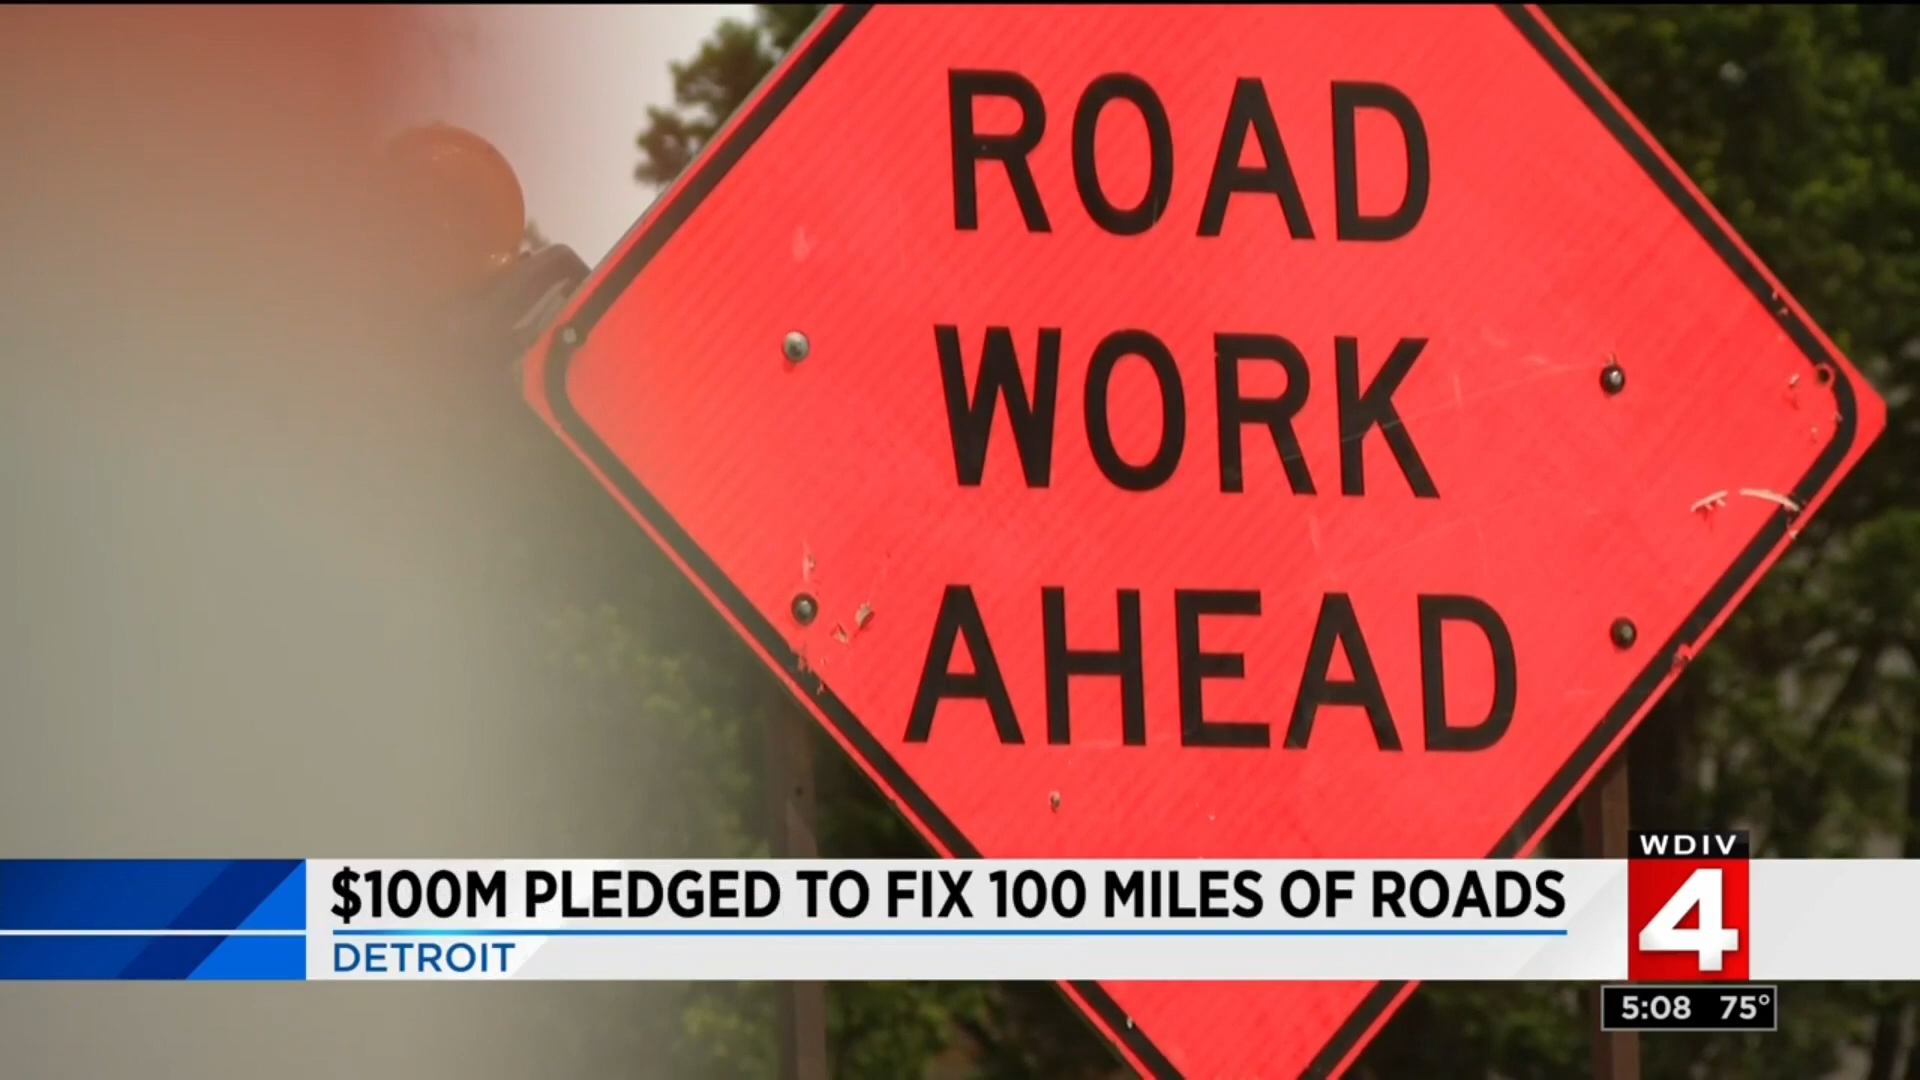 ROAD
WORK
AHEAD
$100M PLEDGED TO FIX 100 MILES OF ROADS
DETROIT
WDIV
4
5:08 75°